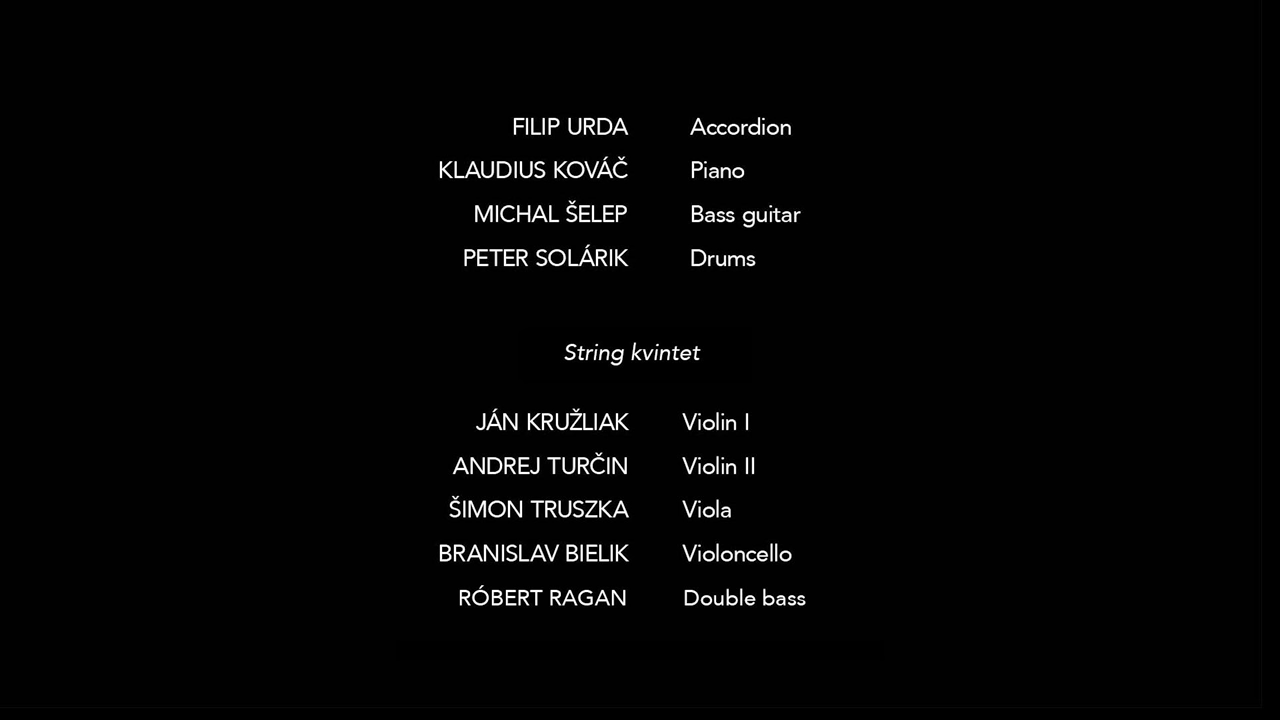 FILIP URDA Accordion
KLAUDIUS KOVÁČ Piano
MICHAL ŠELEP Bass guitar
PETER SOLÁRIK Drums
String kvintet
JÁN KRUŽLIAK Violin I
ANDREJ TURČIN Violin II
ŠIMON TRUSZKA Viola
BRANISLAV BIELIK Violoncello
RÓBERT RAGAN Double bass